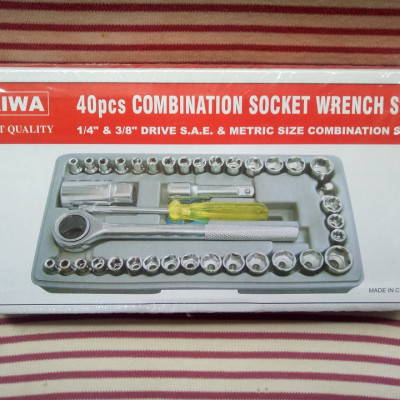 IWA
40pcs COMBINATION SOCKET WRENCH S
T QUALITY
1/4" & 3/8" DRIVE S.A.E. & METRIC SIZE COMBINATION S
MADE IN C